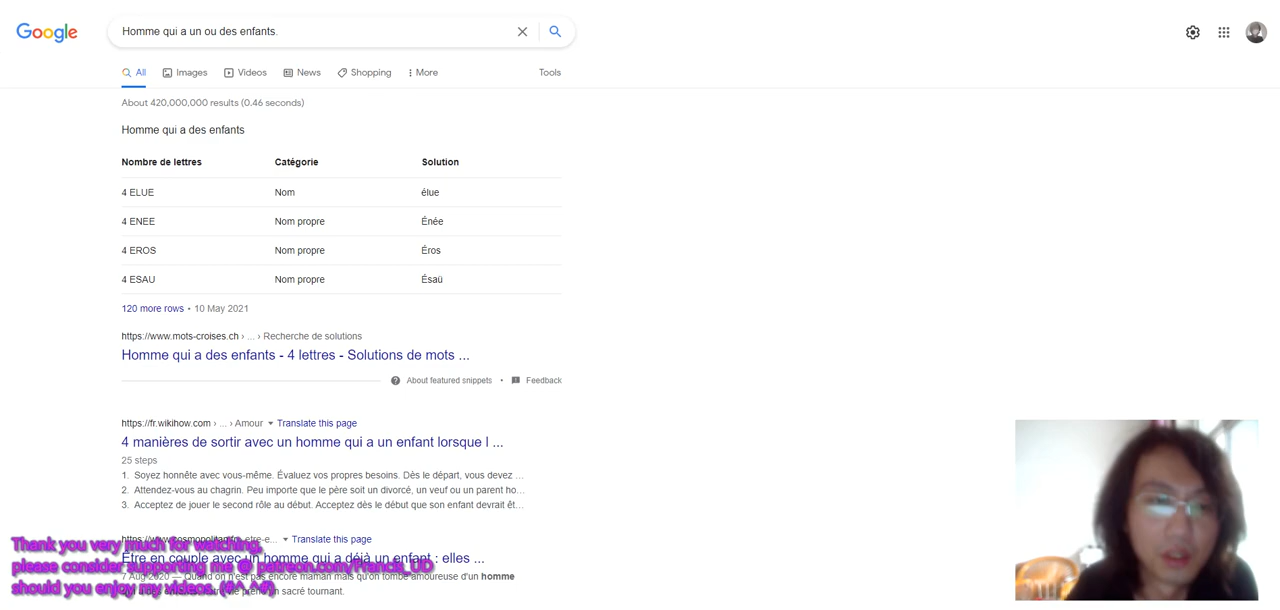 Google
Homme qui a un ou des enfants.
All Images Videos News Shopping More Tools
About 420,000,000 results (0.46 seconds)
Homme qui a des enfants
Nombre de lettres Catégorie Solution
4 ELUE Nom élue
4 ENEE Nom propre Énée
4 EROS Nom propre Éros
4 ESAU Nom propre Ésaü
120 more rows • 10 May 2021
https://www.mots-croises.ch › ... › Recherche de solutions
Homme qui a des enfants - 4 lettres - Solutions de mots ...
About featured snippets • Feedback
https://fr.wikihow.com › ... › Amour Translate this page
4 manières de sortir avec un homme qui a un enfant lorsque l ...
25 steps
1. Soyez honnête avec vous-même. Évaluez vos propres besoins. Dès le départ, vous devez ...
2. Attendez-vous au chagrin. Peu importe que le père soit un divorcé, un veuf ou un parent ho...
3. Acceptez de jouer le second rôle au début. Acceptez dès le début que son enfant devrait êt...
https://www.cosmopolitan.fr Translate this page
Être en couple avec un homme qui a déjà un enfant : elles ...
7 Aug 2020 — Quand on n'est pas encore maman mais qu'on tombe amoureuse d'un homme
sacré tournant.
Thank you very much for watching,
please consider supporting me @ patreon.com/Francis_UD
should you enjoy my videos. (#^.^#)